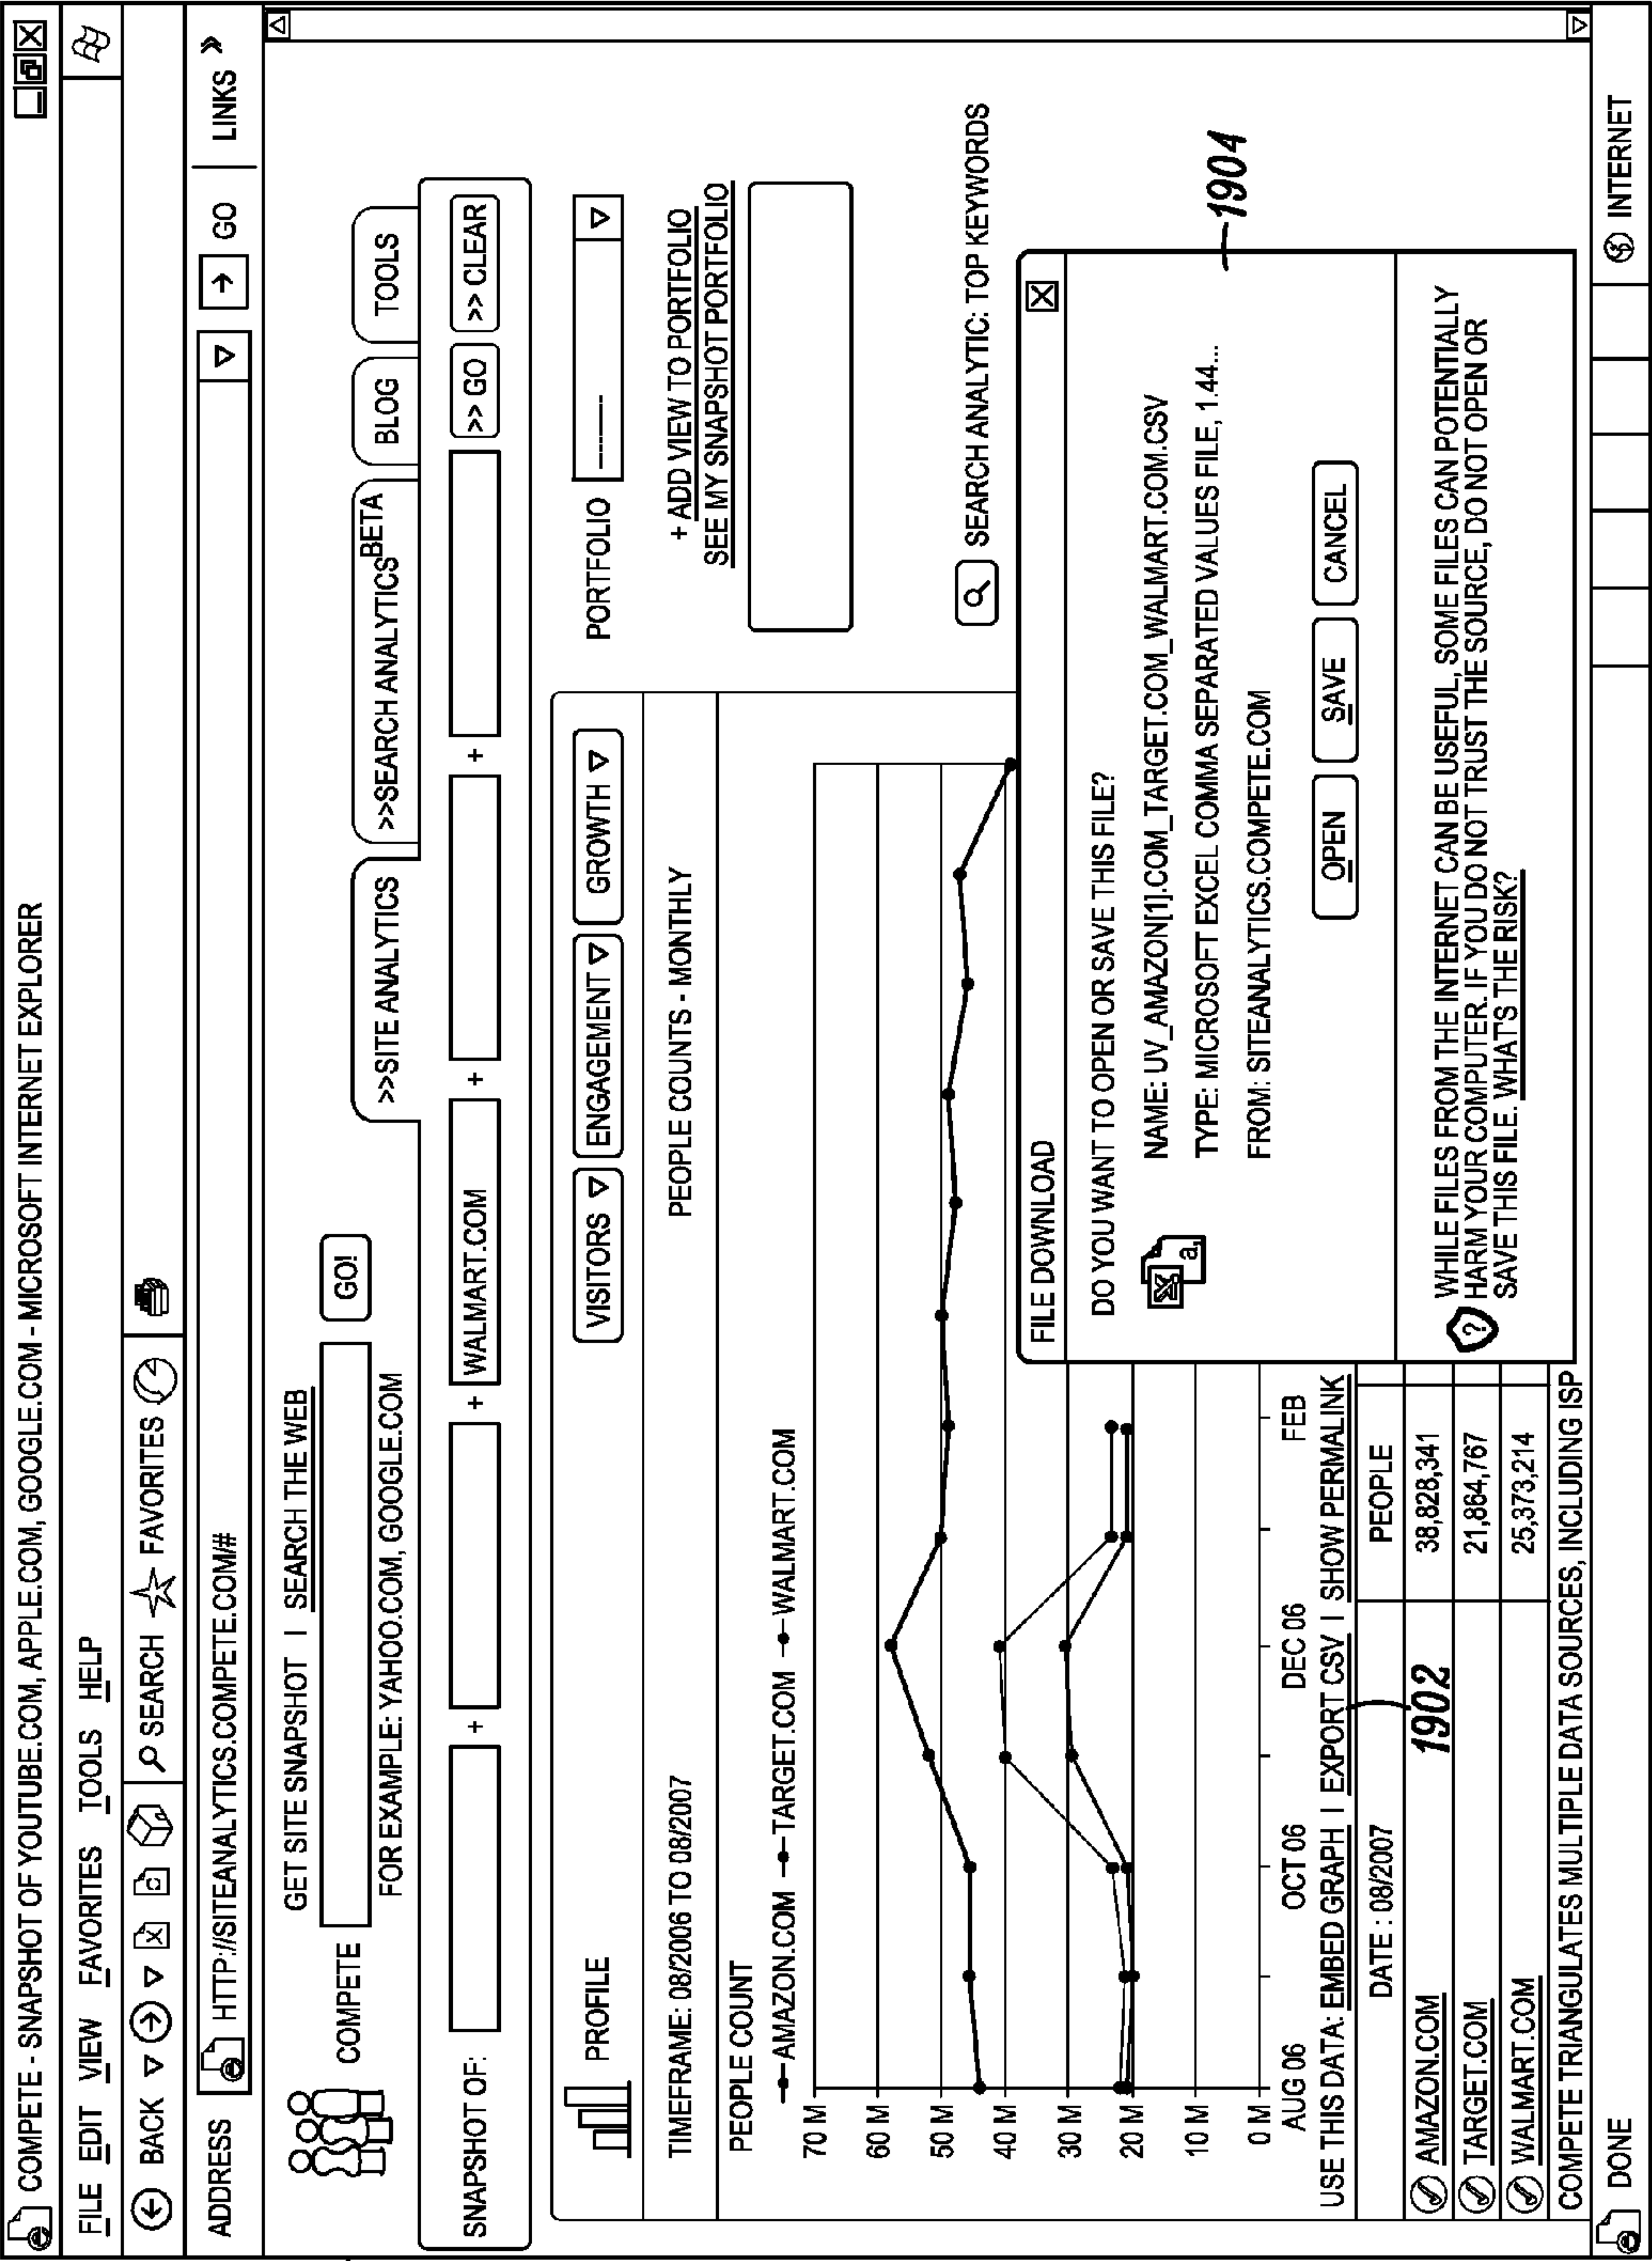 COMPETE - SNAPSHOT OF YOUTUBE.COM, APPLE.COM, GOOGLE.COM, GOOGLE.COM - MICROSOFT INTERNET EXPLORER
FILE EDIT VIEW FAVORITES TOOLS HELP
BACK SEARCH FAVORITES
ADDRESS HTTP://SITEANALYTICS.COMPETE.COM/# GO LINKS »
COMPETE
GET SITE SNAPSHOT | SEARCH THE WEB
GO!
FOR EXAMPLE: YAHOO.COM, GOOGLE.COM
>>SITE ANALYTICS >>SEARCH ANALYTICS BETA BLOG TOOLS
SNAPSHOT OF: + + WALMART.COM + + >> GO >> CLEAR
PROFILE VISITORS ENGAGEMENT GROWTH
PORTFOLIO -------
TIMEFRAME: 08/2006 TO 08/2007 PEOPLE COUNTS - MONTHLY
+ ADD VIEW TO PORTFOLIO
SEE MY SNAPSHOT PORTFOLIO
PEOPLE COUNT
AMAZON.COM TARGET.COM WALMART.COM
70 M
60 M
50 M
40 M
30 M
20 M
10 M
0 M
AUG 06 OCT 06 DEC 06 FEB
SEARCH ANALYTIC: TOP KEYWORDS
USE THIS DATA: EMBED GRAPH | EXPORT CSV | SHOW PERMALINK
1902
DATE : 08/2007 PEOPLE
AMAZON.COM 38,828,341
TARGET.COM 21,864,767
WALMART.COM 25,373,214
COMPETE TRIANGULATES MULTIPLE DATA SOURCES, INCLUDING ISP
FILE DOWNLOAD
1904
DO YOU WANT TO OPEN OR SAVE THIS FILE?
a,
NAME: UV_AMAZON[1].COM_TARGET.COM_WALMART.COM.CSV
TYPE: MICROSOFT EXCEL COMMA SEPARATED VALUES FILE, 1.44...
FROM: SITEANALYTICS.COMPETE.COM
OPEN SAVE CANCEL
?
WHILE FILES FROM THE INTERNET CAN BE USEFUL, SOME FILES CAN POTENTIALLY
HARM YOUR COMPUTER. IF YOU DO NOT TRUST THE SOURCE, DO NOT OPEN OR
SAVE THIS FILE. WHAT'S THE RISK?
DONE INTERNET